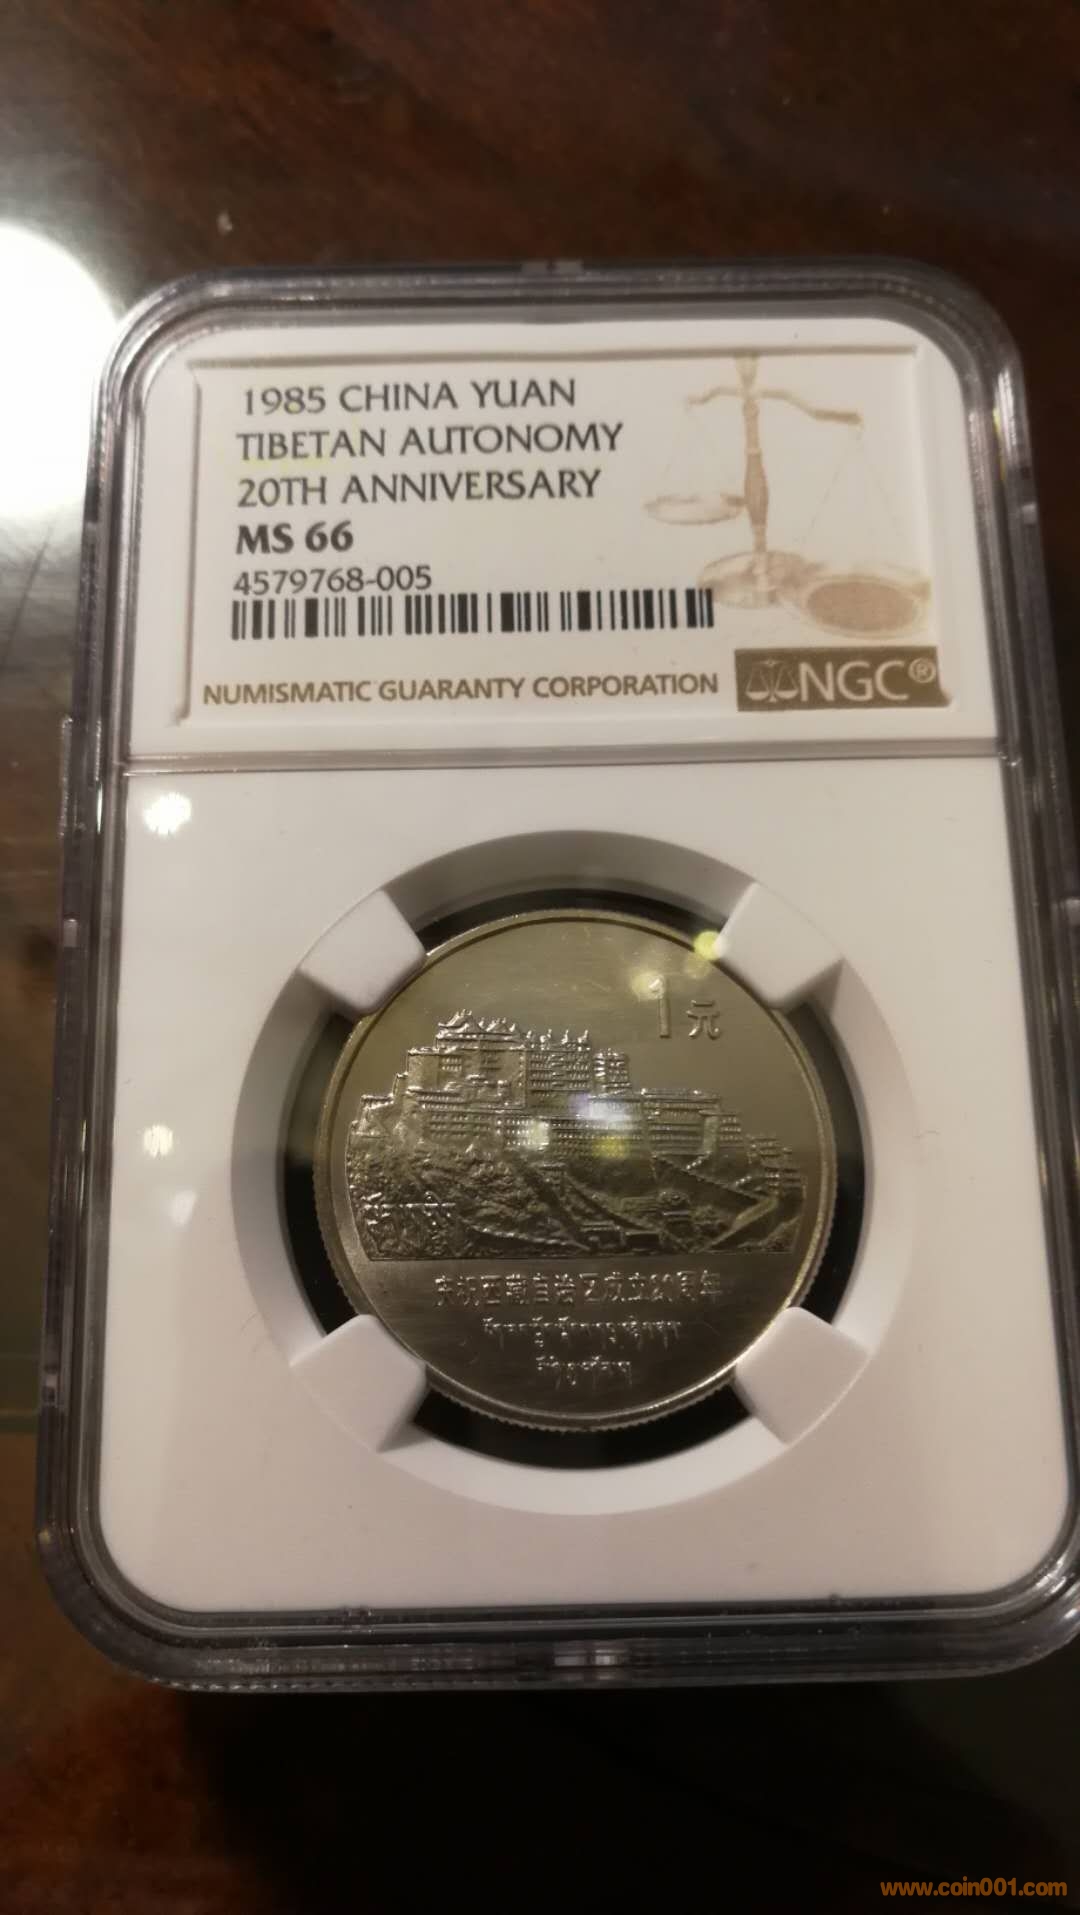 1985 CHINA YUAN
TIBETAN AUTONOMY
20TH ANNIVERSARY
MS 66
4579768-005
NUMISMATIC GUARANTY CORPORATION NGC®
1元
庆祝西藏自治区成立20周年
www.coin001.com